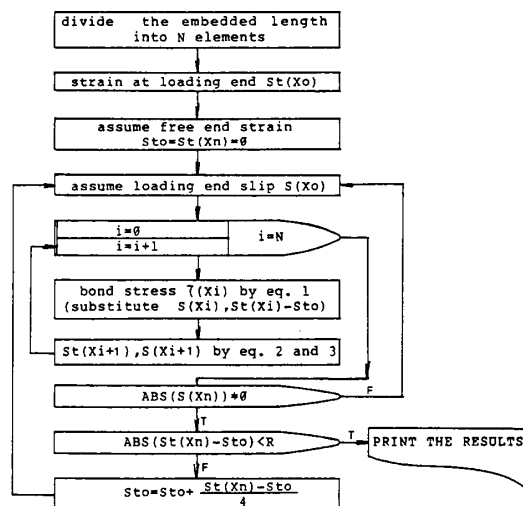 divide the embedded length
into N elements
strain at loading end St(Xo)
assume free end strain
Sto=St(Xn)=0
assume loading end slip S(Xo)
i=0
i=i+1
i=N
bond stress τ(Xi) by eq. 1
(substitute S(Xi),St(Xi)-Sto)
St(Xi+1),S(Xi+1) by eq. 2 and 3
F
ABS(S(Xn))*0
T
ABS(St(Xn)-Sto)<R
T
PRINT THE RESULTS
F
Sto=Sto+ St(Xn)-Sto
4